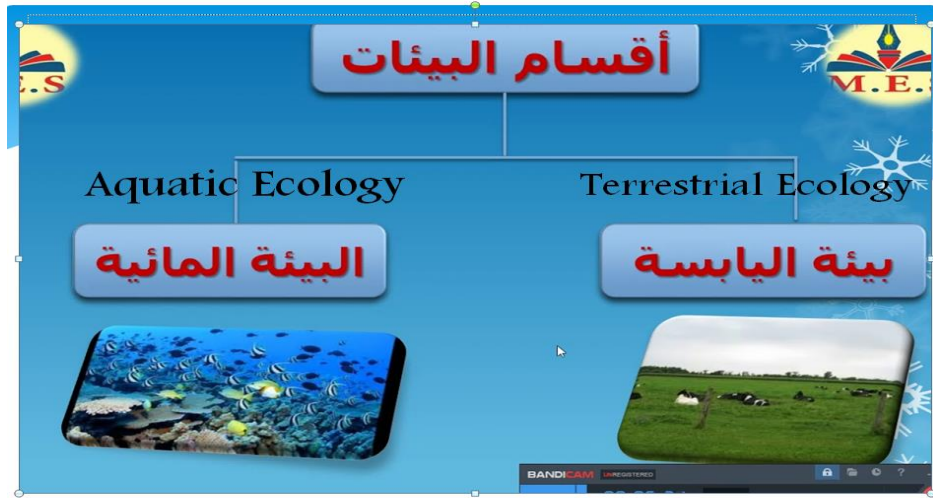 أقسام البيئات
.E.S
M.E.S
Aquatic Ecology
Terrestrial Ecology
البيئة المائية
بيئة اليابسة
BANDICAM UNREGISTERED